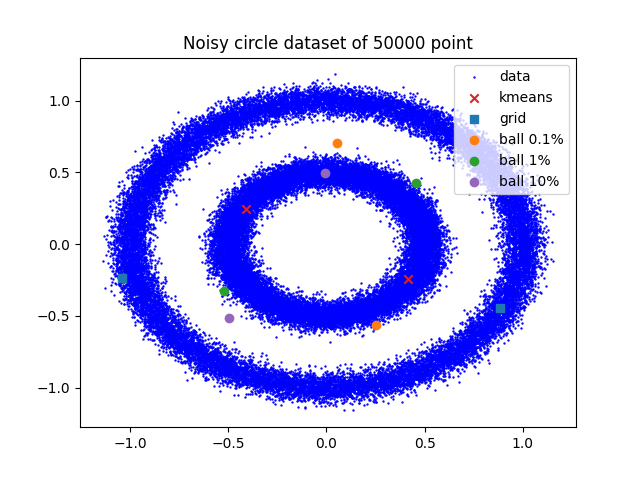 Noisy circle dataset of 50000 point
data
kmeans
grid
ball 0.1%
ball 1%
ball 10%
1.0
0.5
0.0
−0.5
−1.0
−1.0 −0.5 0.0 0.5 1.0